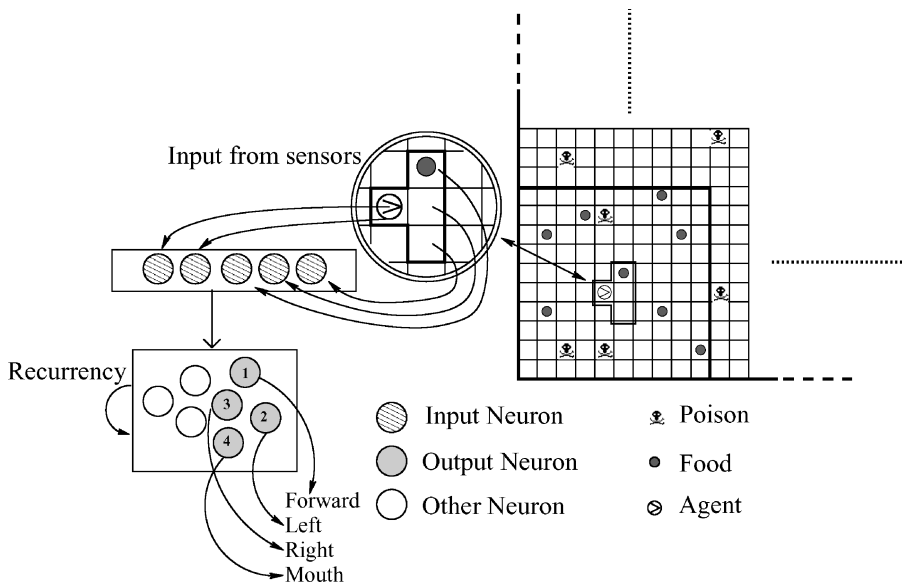 Input from sensors
Recurrency
1
3
2
4
Forward
Left
Right
Mouth
Input Neuron
Output Neuron
Other Neuron
Poison
Food
Agent